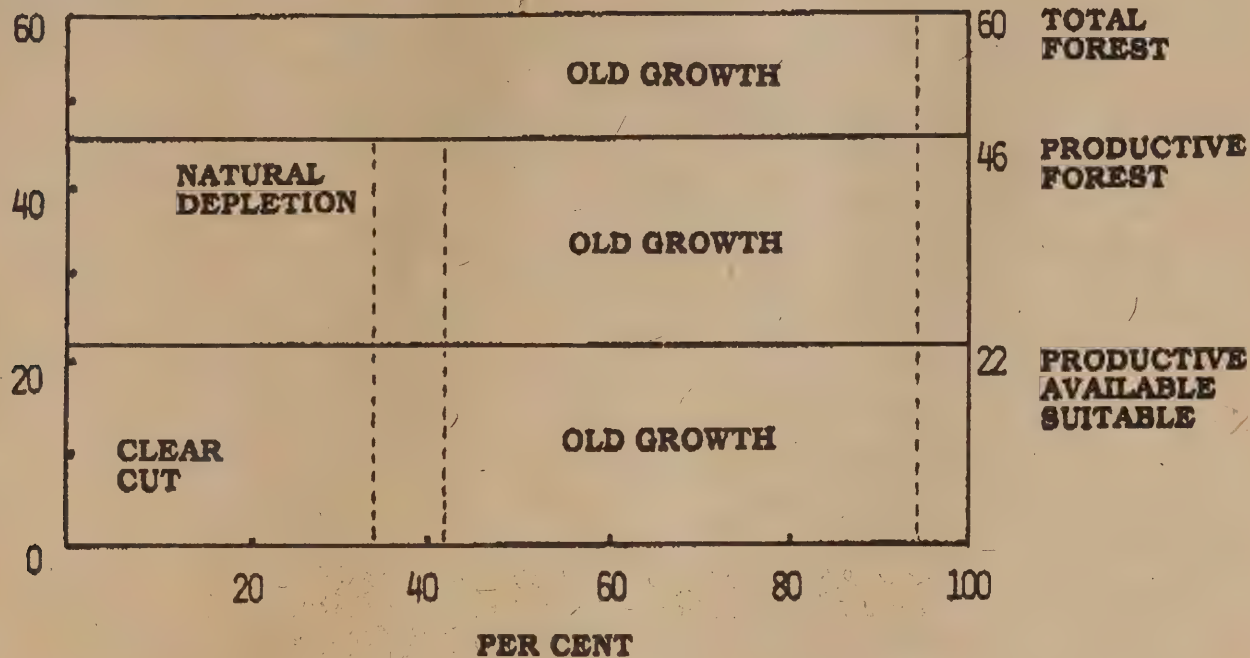 60
OLD GROWTH
60
TOTAL
FOREST
40
NATURAL
DEPLETION
OLD GROWTH
46
PRODUCTIVE
FOREST
20
CLEAR
CUT
OLD GROWTH
22
PRODUCTIVE
AVAILABLE
SUITABLE
0
20 40 60 80 100
PER CENT